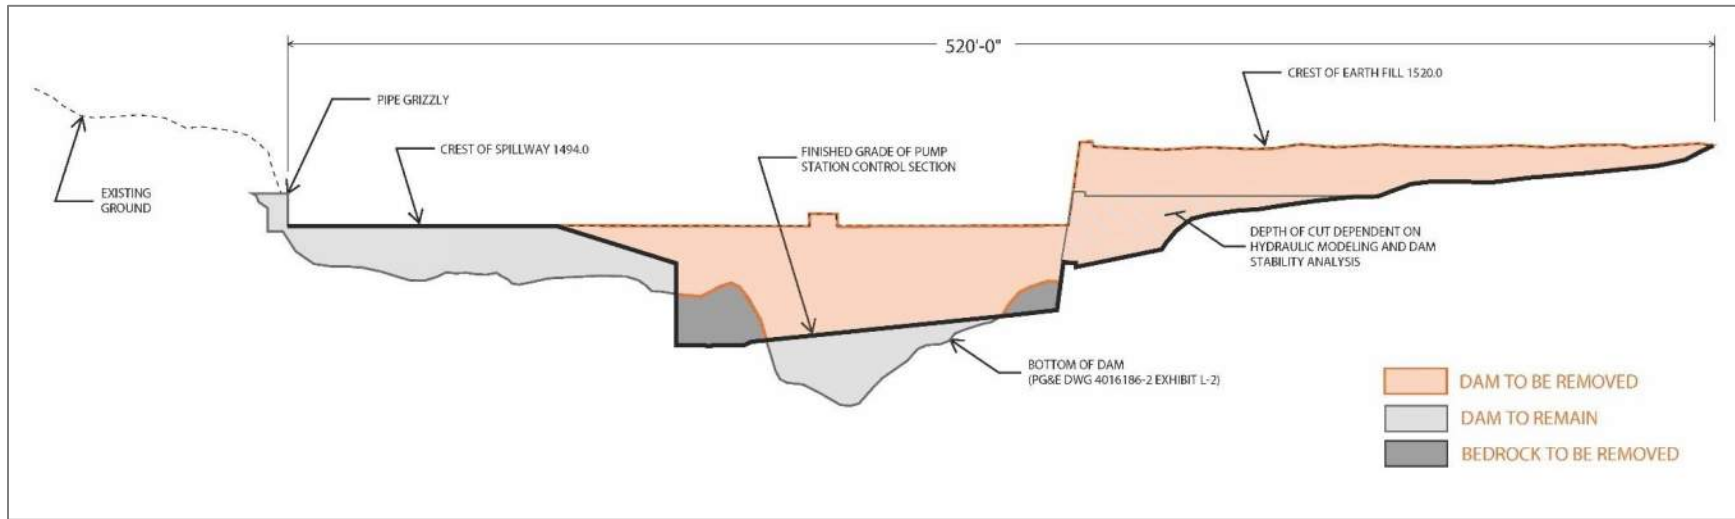 520'-0"
CREST OF EARTH FILL 1520.0
PIPE GRIZZLY
CREST OF SPILLWAY 1494.0
FINISHED GRADE OF PUMP
STATION CONTROL SECTION
EXISTING
GROUND
DEPTH OF CUT DEPENDENT ON
HYDRAULIC MODELING AND DAM
STABILITY ANALYSIS
BOTTOM OF DAM
(PG&E DWG 4016186-2 EXHIBIT L-2)
DAM TO BE REMOVED
DAM TO REMAIN
BEDROCK TO BE REMOVED